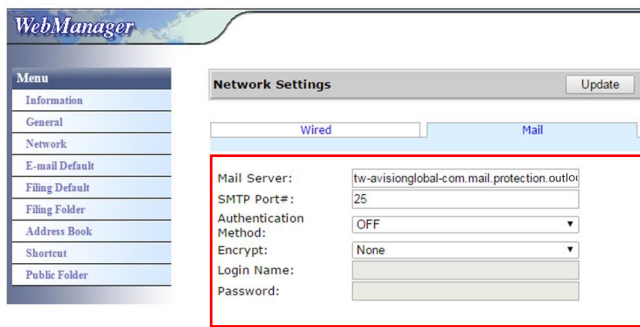 WebManager
Menu
Information
General
Network
E-mail Default
Filing Default
Filing Folder
Address Book
Shortcut
Public Folder
Network Settings
Update
Wired
Mail
Mail Server: tw-avisionglobal-com.mail.protection.outloo
SMTP Port#: 25
Authentication
Method: OFF
Encrypt: None
Login Name:
Password: